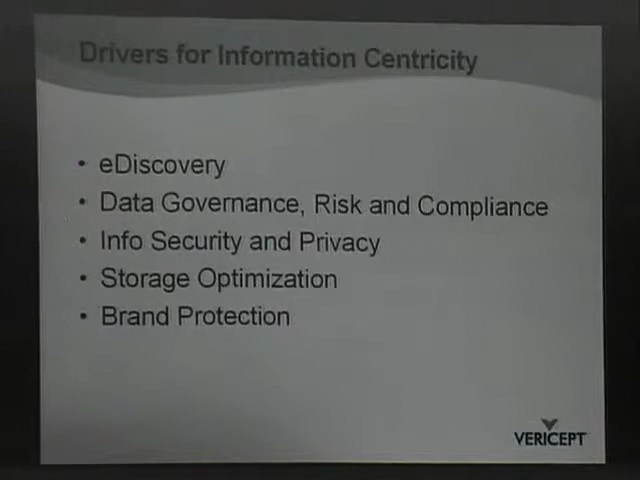 Drivers for Information Centricity
• eDiscovery
• Data Governance, Risk and Compliance
• Info Security and Privacy
• Storage Optimization
• Brand Protection
VERICEPT